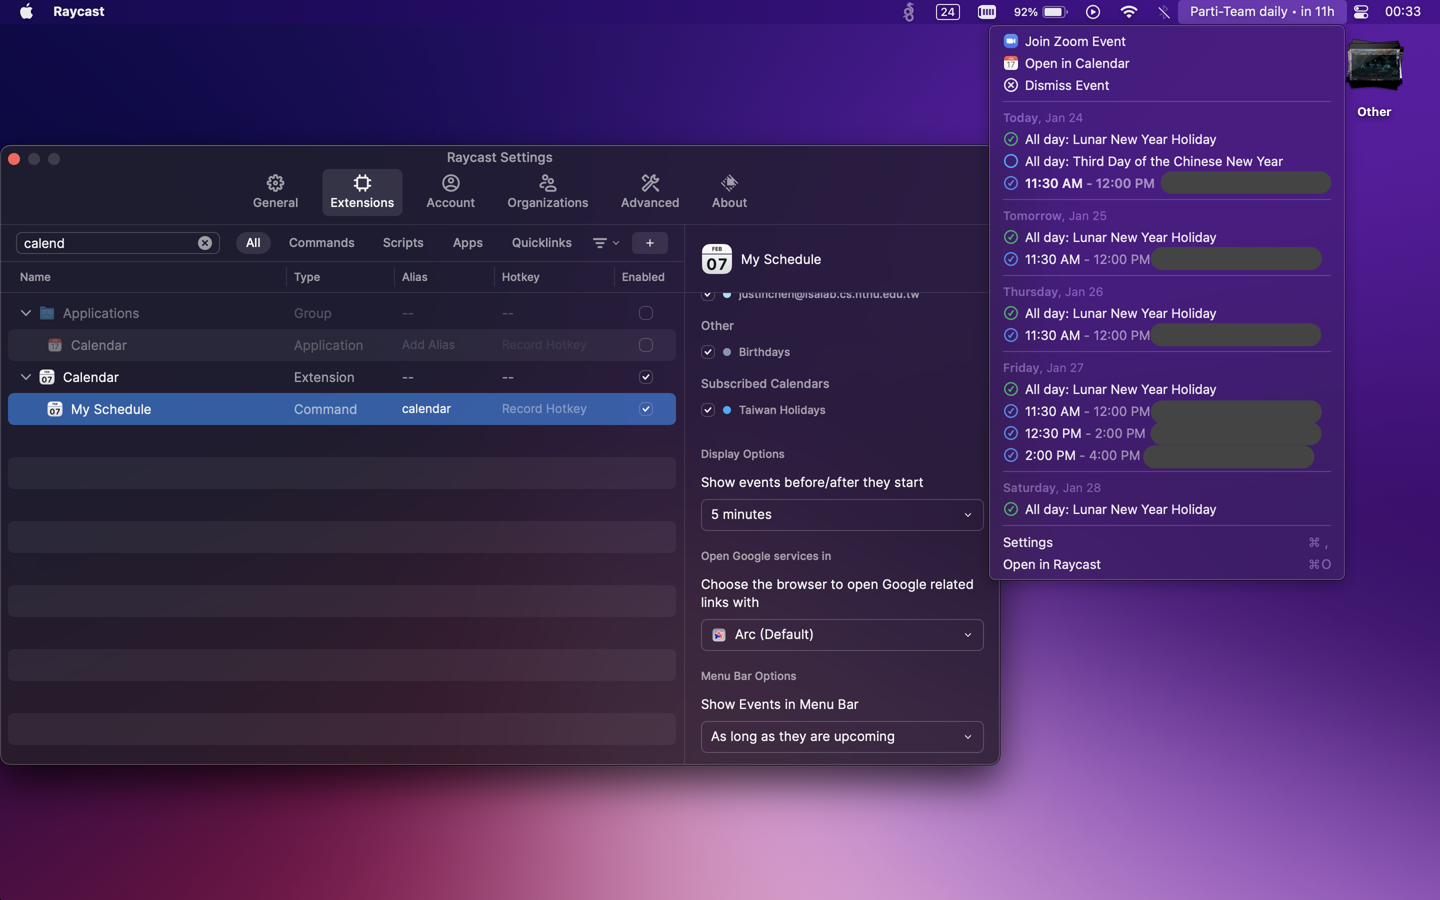 Raycast
24
92%
Parti-Team daily • in 11h
00:33
Join Zoom Event
17
Open in Calendar
Dismiss Event
Today, Jan 24
All day: Lunar New Year Holiday
All day: Third Day of the Chinese New Year
11:30 AM - 12:00 PM
Tomorrow, Jan 25
All day: Lunar New Year Holiday
11:30 AM - 12:00 PM
Thursday, Jan 26
All day: Lunar New Year Holiday
11:30 AM - 12:00 PM
Friday, Jan 27
All day: Lunar New Year Holiday
11:30 AM - 12:00 PM
12:30 PM - 2:00 PM
2:00 PM - 4:00 PM
Saturday, Jan 28
All day: Lunar New Year Holiday
Settings ⌘ ,
Open in Raycast ⌘O
Other
Raycast Settings
General
Extensions
Account
Organizations
Advanced
About
calend
All
Commands
Scripts
Apps
Quicklinks
+
Name Type Alias Hotkey Enabled
Applications Group -- --
17 Calendar Application Add Alias Record Hotkey
07 Calendar Extension -- --
07 My Schedule Command calendar Record Hotkey
FEB
07
My Schedule
justinchen@lsalab.cs.nthu.edu.tw
Other
Birthdays
Subscribed Calendars
Taiwan Holidays
Display Options
Show events before/after they start
5 minutes
Open Google services in
Choose the browser to open Google related
links with
Arc (Default)
Menu Bar Options
Show Events in Menu Bar
As long as they are upcoming